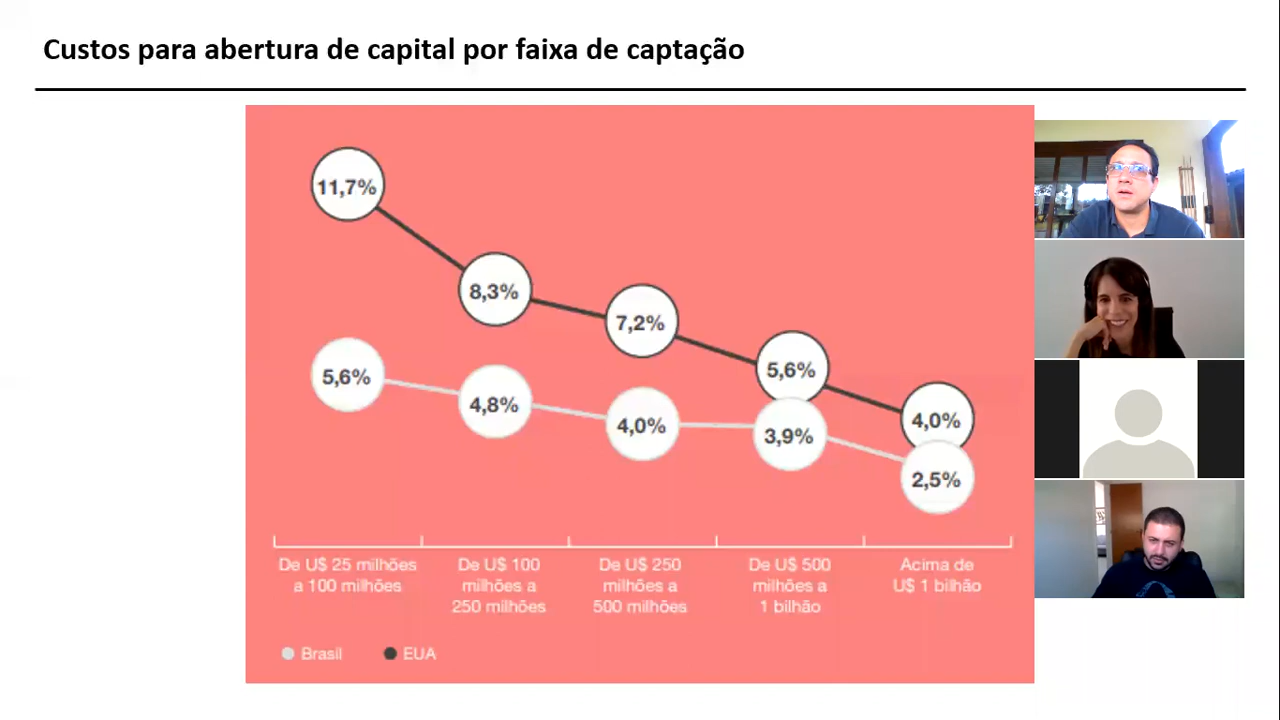 Custos para abertura de capital por faixa de captação
11,7%
8,3%
7,2%
5,6%
4,0%
5,6%
4,8%
4,0%
3,9%
2,5%
De U$ 25 milhões
a 100 milhões
De U$ 100
milhões a
250 milhões
De U$ 250
milhões a
500 milhões
De U$ 500
milhões a
1 bilhão
Acima de
U$ 1 bilhão
Brasil
EUA